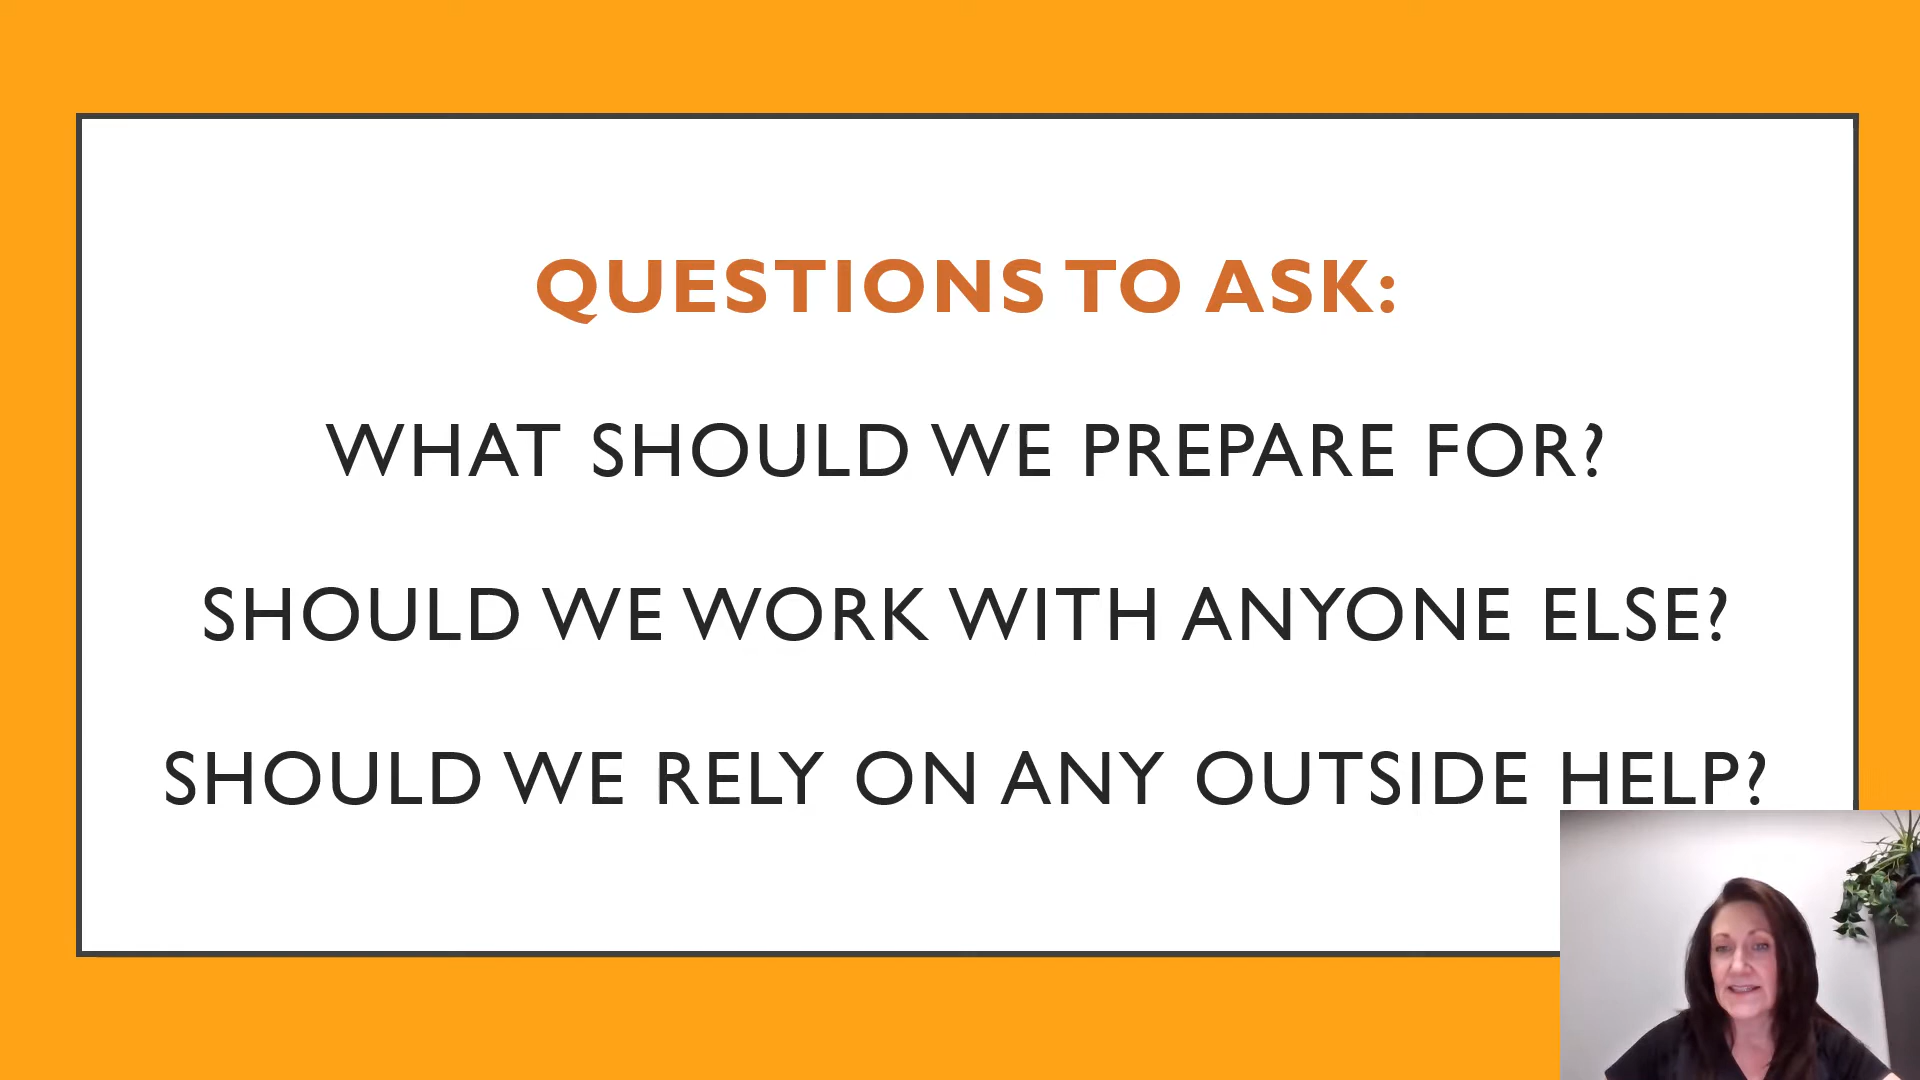 QUESTIONS TO ASK:
WHAT SHOULD WE PREPARE FOR?
SHOULD WE WORK WITH ANYONE ELSE?
SHOULD WE RELY ON ANY OUTSIDE HELP?